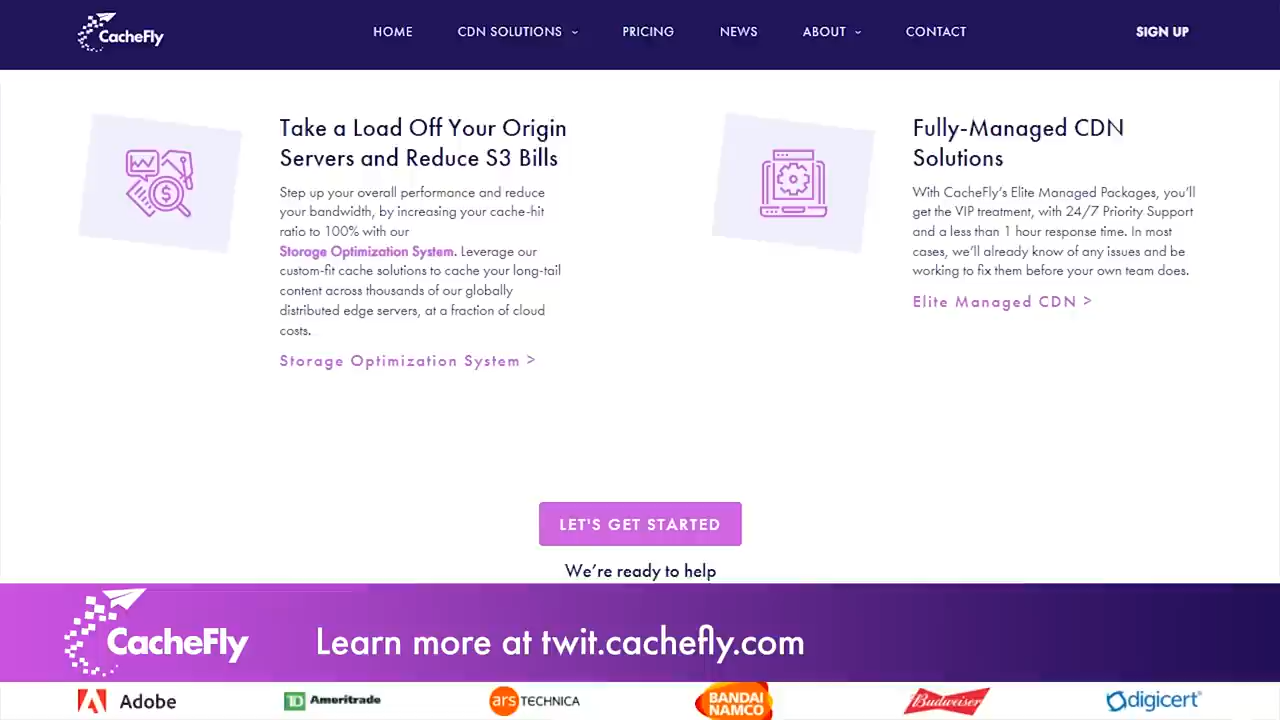 CacheFly
HOME
CDN SOLUTIONS
PRICING
NEWS
ABOUT
CONTACT
SIGN UP
Take a Load Off Your Origin
Servers and Reduce S3 Bills
Step up your overall performance and reduce
your bandwidth, by increasing your cache-hit
ratio to 100% with our
Storage Optimization System. Leverage our
custom-fit cache solutions to cache your long-tail
content across thousands of our globally
distributed edge servers, at a fraction of cloud
costs.
Storage Optimization System >
Fully-Managed CDN
Solutions
With CacheFly's Elite Managed Packages, you'll
get the VIP treatment, with 24/7 Priority Support
and a less than 1 hour response time. In most
cases, we'll already know of any issues and be
working to fix them before your own team does.
Elite Managed CDN >
LET'S GET STARTED
We're ready to help
CacheFly
Learn more at twit.cachefly.com
Adobe
TD Ameritrade
ars TECHNICA
BANDAI
NAMCO
Budweiser
digicert